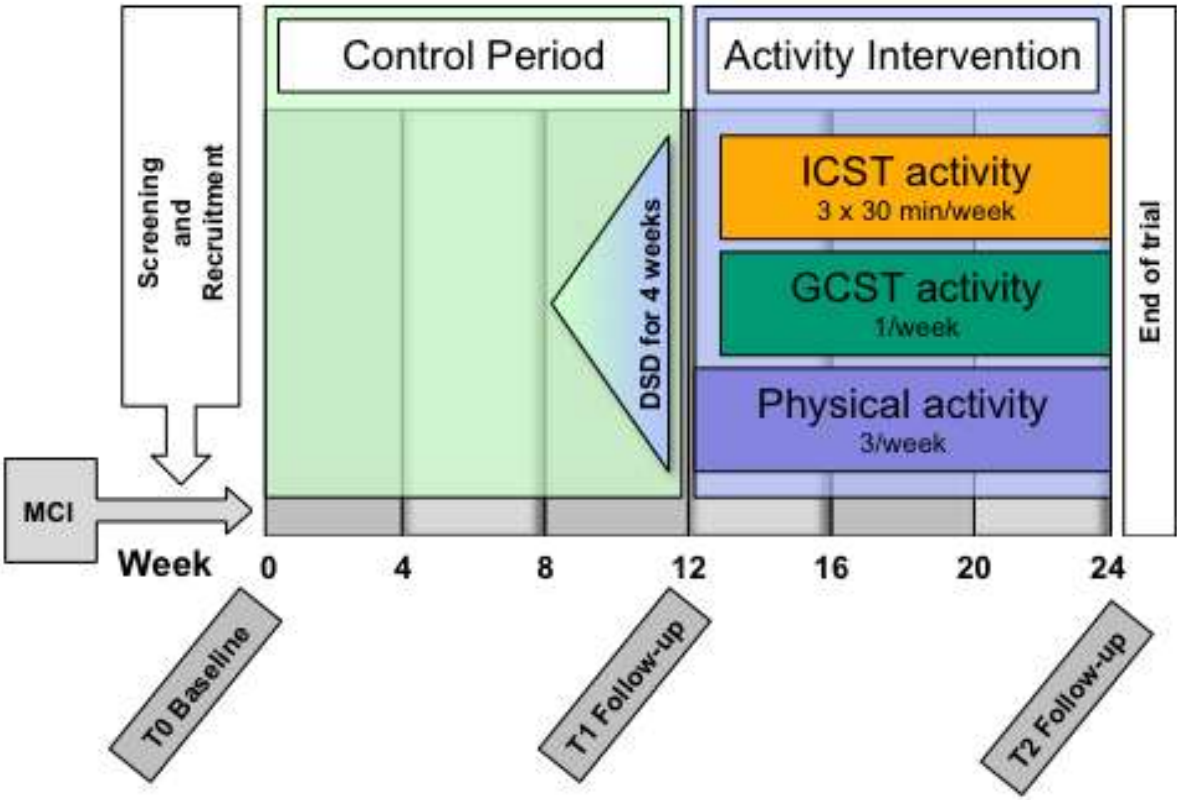 Control Period
Activity Intervention
Screening
and
Recruitment
ICST activity
3 x 30 min/week
GCST activity
1/week
Physical activity
3/week
DSD for 4 weeks
End of trial
MCI
Week 0 4 8 12 16 20 24
T0 Baseline
T1 Follow-up
T2 Follow-up